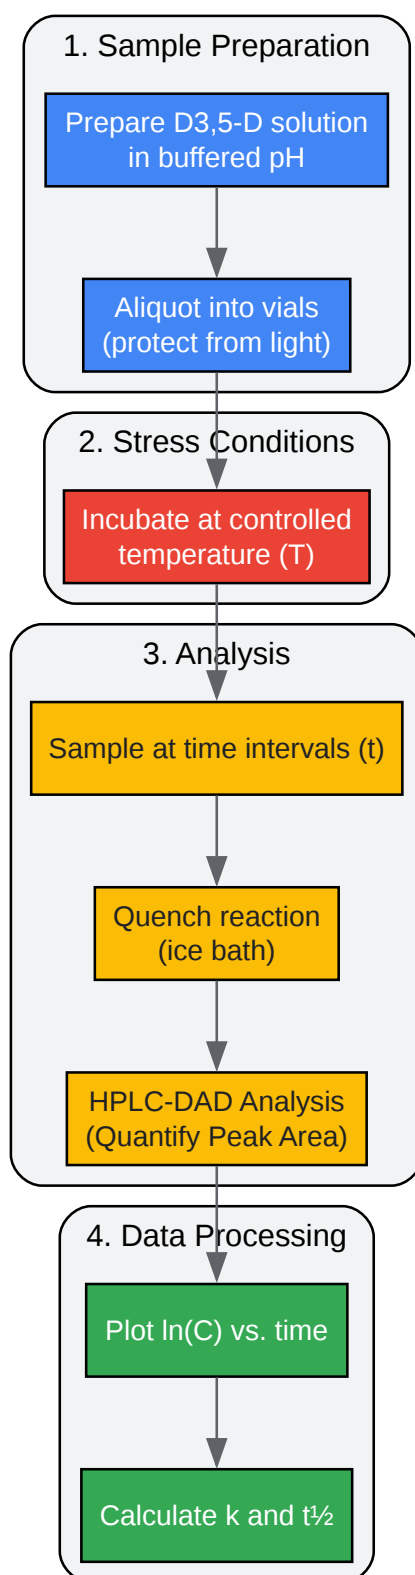 1. Sample Preparation
Prepare D3,5-D solution
in buffered pH
Aliquot into vials
(protect from light)
2. Stress Conditions
Incubate at controlled
temperature (T)
3. Analysis
Sample at time intervals (t)
Quench reaction
(ice bath)
HPLC-DAD Analysis
(Quantify Peak Area)
4. Data Processing
Plot ln(C) vs. time
Calculate k and t½